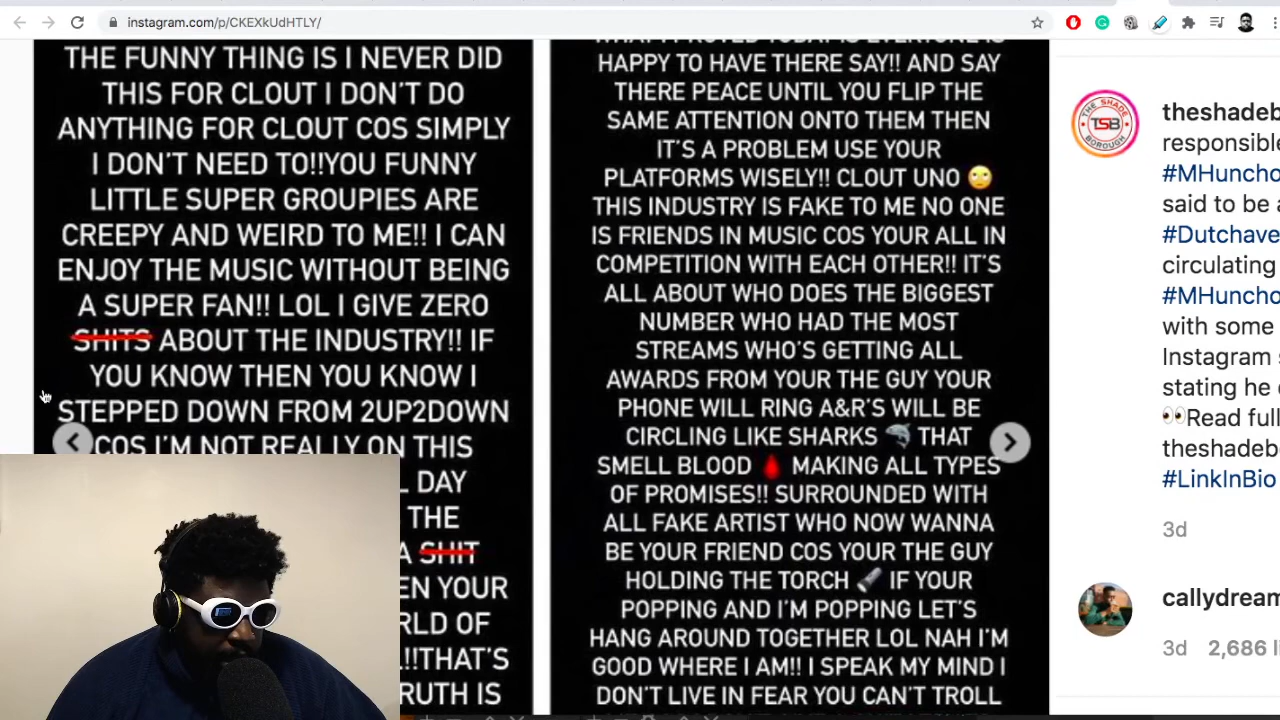 instagram.com/p/CKEXkUdHTLY/
THE FUNNY THING IS I NEVER DID
THIS FOR CLOUT I DON'T DO
ANYTHING FOR CLOUT COS SIMPLY
I DON'T NEED TO!!YOU FUNNY
LITTLE SUPER GROUPIES ARE
CREEPY AND WEIRD TO ME!! I CAN
ENJOY THE MUSIC WITHOUT BEING
A SUPER FAN!! LOL I GIVE ZERO
SHITS ABOUT THE INDUSTRY!! IF
YOU KNOW THEN YOU KNOW I
STEPPED DOWN FROM 2UP2DOWN
COS I'M NOT REALLY ON THIS
DAY
THE
A SHIT
EN YOUR
RLD OF
!!THAT'S
RUTH IS
HAPPY TO HAVE THERE SAY!! AND SAY
THERE PEACE UNTIL YOU FLIP THE
SAME ATTENTION ONTO THEM THEN
IT'S A PROBLEM USE YOUR
PLATFORMS WISELY!! CLOUT UNO 🙄
THIS INDUSTRY IS FAKE TO ME NO ONE
IS FRIENDS IN MUSIC COS YOUR ALL IN
COMPETITION WITH EACH OTHER!! IT'S
ALL ABOUT WHO DOES THE BIGGEST
NUMBER WHO HAD THE MOST
STREAMS WHO'S GETTING ALL
AWARDS FROM YOUR THE GUY YOUR
PHONE WILL RING A&R'S WILL BE
CIRCLING LIKE SHARKS 🦈 THAT
SMELL BLOOD 🩸 MAKING ALL TYPES
OF PROMISES!! SURROUNDED WITH
ALL FAKE ARTIST WHO NOW WANNA
BE YOUR FRIEND COS YOUR THE GUY
HOLDING THE TORCH 🔦 IF YOUR
POPPING AND I'M POPPING LET'S
HANG AROUND TOGETHER LOL NAH I'M
GOOD WHERE I AM!! I SPEAK MY MIND I
DON'T LIVE IN FEAR YOU CAN'T TROLL
THE SHADE
TSB
BOROUGH
theshadeb
responsible
#MHuncho
said to be a
#Dutchave
circulating
#MHuncho
with some
Instagram s
stating he d
👀Read full
theshadeb
#LinkInBio
3d
callydream
3d 2,686 li